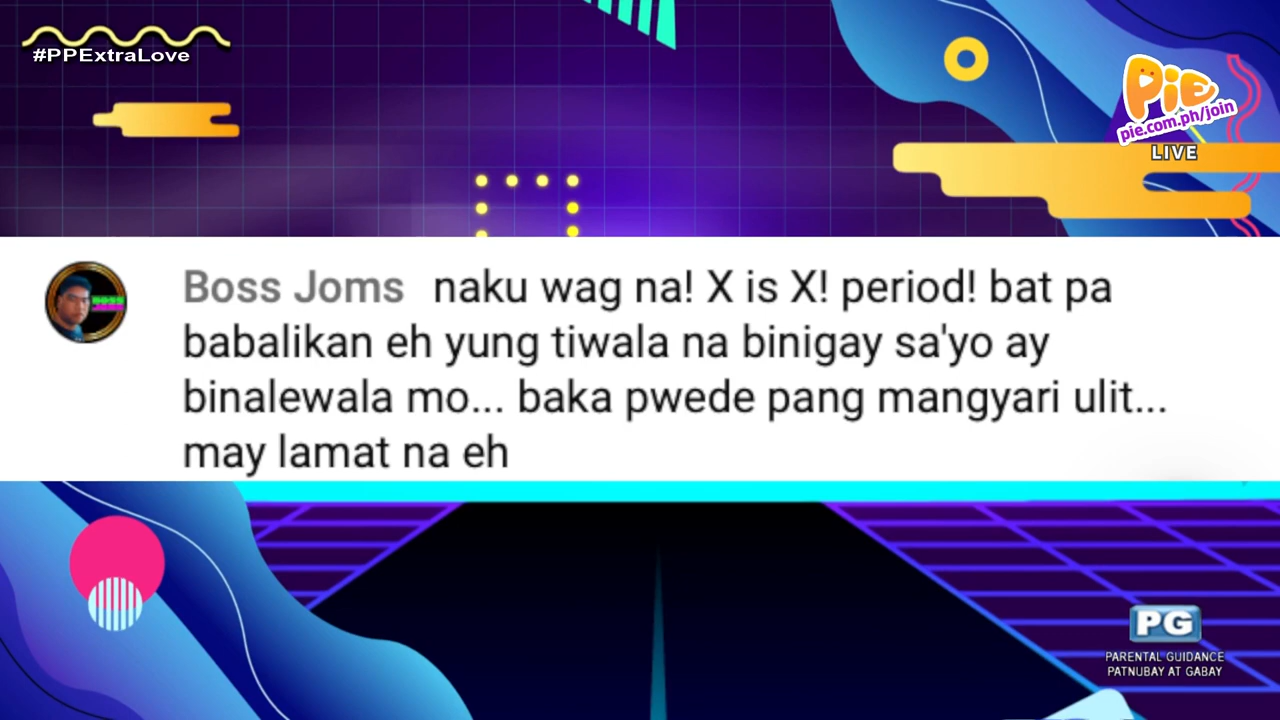 #PPExtraLove
PiE
pie.com.ph/join
LIVE
Boss Joms naku wag na! X is X! period! bat pa
babalikan eh yung tiwala na binigay sa'yo ay
binalewala mo... baka pwede pang mangyari ulit...
may lamat na eh
PG
PARENTAL GUIDANCE
PATNUBAY AT GABAY